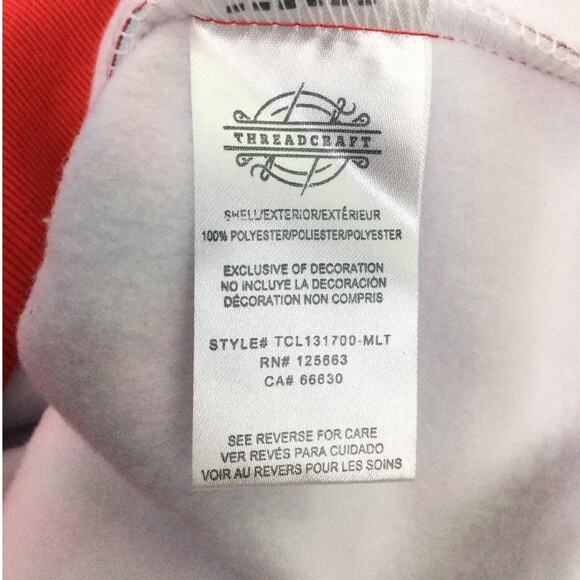 THREADCRAFT
SHELL/EXTERIOR/EXTÉRIEUR
100% POLYESTER/POLIESTER/POLYESTER
EXCLUSIVE OF DECORATION
NO INCLUYE LA DECORACIÓN
DÉCORATION NON COMPRIS
STYLE# TCL131700-MLT
RN# 125663
CA# 66630
SEE REVERSE FOR CARE
VER REVÉS PARA CUIDADO
VOIR AU REVERS POUR LES SOINS